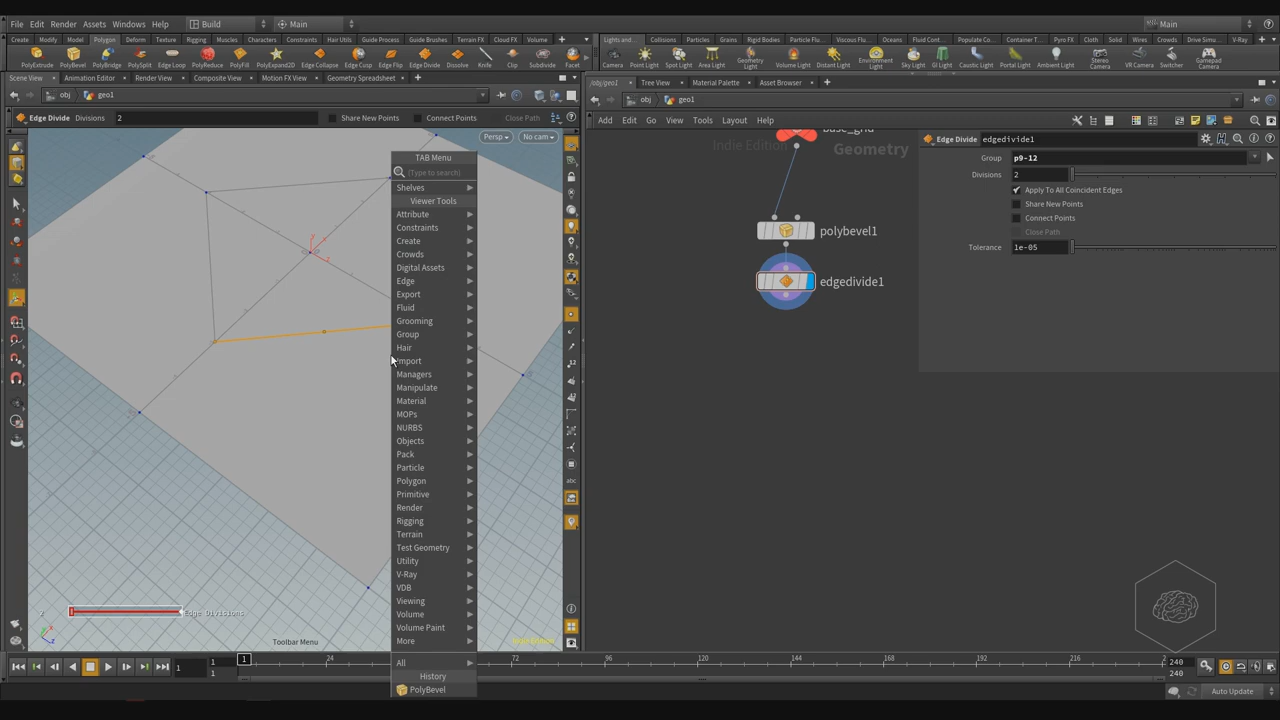 File Edit Render Assets Windows Help Build Main Main
Create Modify Model Polygon Deform Texture Rigging Muscles Characters Constraints Hair Utils Guide Process Guide Brushes Terrain FX Cloud FX Volume
Lights and... Collisions Particles Grains Rigid Bodies Particle Flu... Viscous Flu... Oceans Fluid Cont... Populate Co... Container T... Pyro FX Cloth Solid Wires Crowds Drive Simu... V-Ray
PolyExtrude PolyBevel PolyBridge PolySplit Edge Loop PolyReduce PolyFill PolyExpand2D Edge Collapse Edge Cusp Edge Flip Edge Divide Dissolve Knife Clip Subdivide Facet
Camera Point Light Spot Light Area Light Geometry Light Volume Light Distant Light Environment Light Sky Light GI Light Caustic Light Portal Light Ambient Light Stereo Camera VR Camera Switcher Gamepad Camera
Scene View Animation Editor Render View Composite View Motion FX View Geometry Spreadsheet
/obj/geo1 Tree View Material Palette Asset Browser
obj geo1
obj geo1
Edge Divide Divisions 2 Share New Points Connect Points Close Path
Add Edit Go View Tools Layout Help
Persp No cam
TAB Menu
(Type to search)
Shelves
Viewer Tools
Attribute
Constraints
Create
Crowds
Digital Assets
Edge
Export
Fluid
Grooming
Group
Hair
Import
Managers
Manipulate
Material
MOPs
NURBS
Objects
Pack
Particle
Polygon
Primitive
Render
Rigging
Terrain
Test Geometry
Utility
V-Ray
VDB
Viewing
Volume
Volume Paint
More
All
History
PolyBevel
base_grid
Indie Edition
Geometry
polybevel1
edgedivide1
Edge Divide edgedivide1
Group p9-12
Divisions 2
Apply To All Coincident Edges
Share New Points
Connect Points
Close Path
Tolerance 1e-05
abc
2 Edge Divisions
Toolbar Menu
Indie Edition
1 1 1 1 24 72 96 120 144 168 192 216 2 240 240
Auto Update